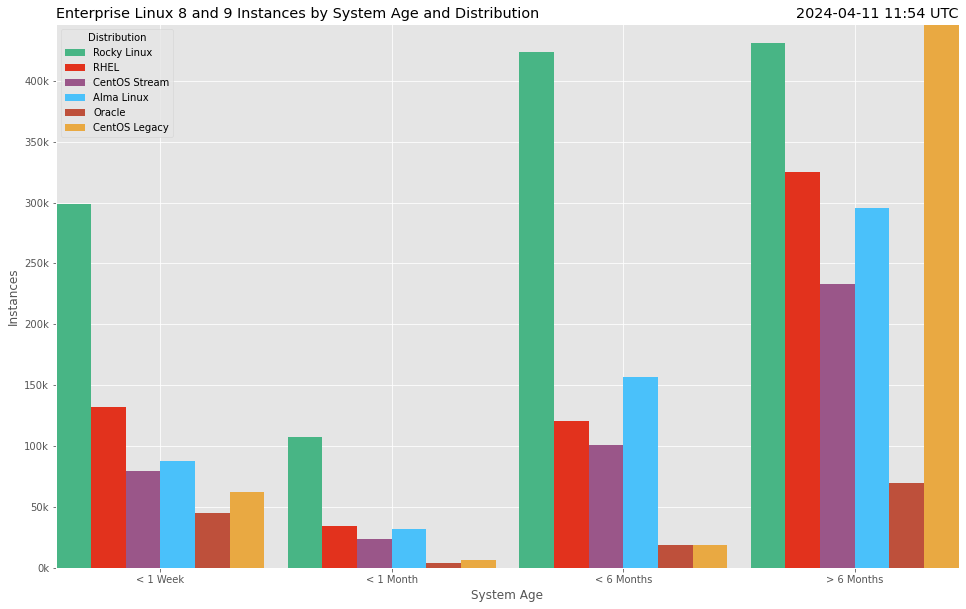 Enterprise Linux 8 and 9 Instances by System Age and Distribution
2024-04-11 11:54 UTC
Distribution
Rocky Linux
RHEL
CentOS Stream
Alma Linux
Oracle
CentOS Legacy
400k
350k
300k
250k
200k
150k
100k
50k
0k
Instances
< 1 Week
< 1 Month
< 6 Months
> 6 Months
System Age